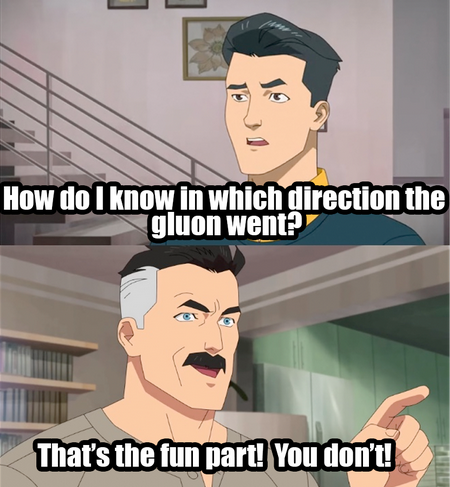 How do I know in which direction the
gluon went?
That's the fun part!  You don't!